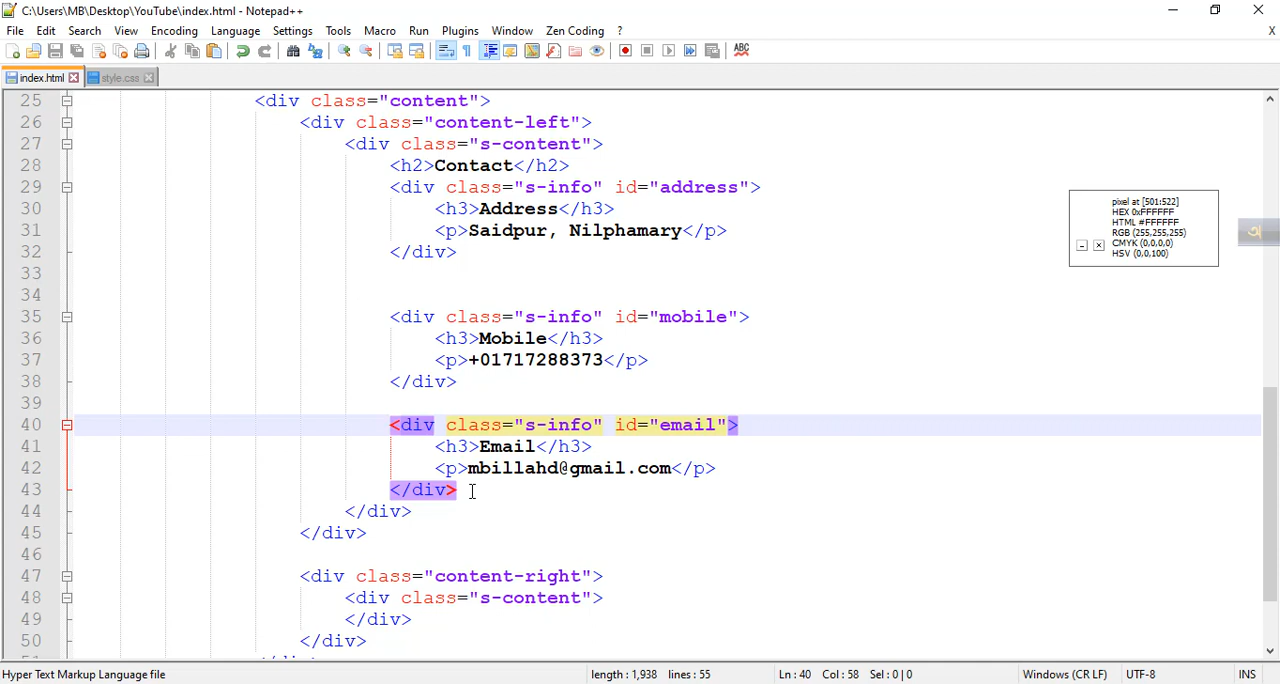 C:\Users\MB\Desktop\YouTube\index.html - Notepad++
File Edit Search View Encoding Language Settings Tools Macro Run Plugins Window Zen Coding ? X
ABC
index.html style.css
25 <div class="content">
26 <div class="content-left">
27 <div class="s-content">
28 <h2>Contact</h2>
29 <div class="s-info" id="address">
30 <h3>Address</h3>
31 <p>Saidpur, Nilphamary</p>
32 </div>
33
34
35 <div class="s-info" id="mobile">
36 <h3>Mobile</h3>
37 <p>+01717288373</p>
38 </div>
39
40 <div class="s-info" id="email">
41 <h3>Email</h3>
42 <p>mbillahd@gmail.com</p>
43 </div>
44 </div>
45 </div>
46
47 <div class="content-right">
48 <div class="s-content">
49 </div>
50 </div>
pixel at [501:522]
HEX 0xFFFFFF
HTML #FFFFFF
RGB (255,255,255)
CMYK (0,0,0,0)
HSV (0,0,100)
Hyper Text Markup Language file length : 1,938 lines : 55 Ln : 40 Col : 58 Sel : 0 | 0 Windows (CR LF) UTF-8 INS